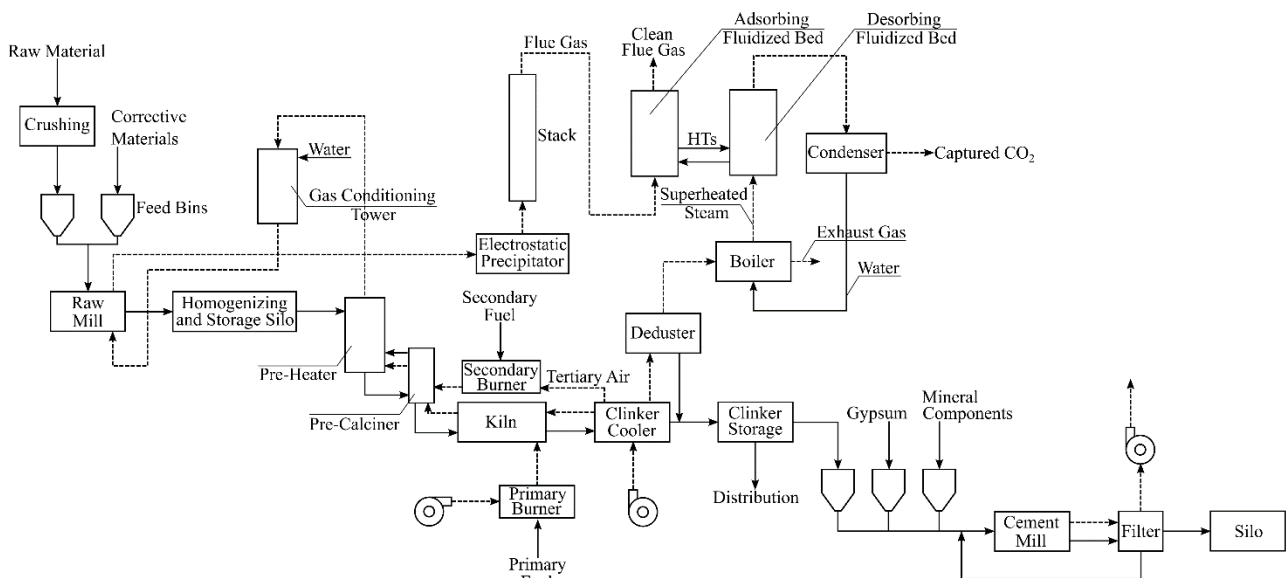 Raw Material
Crushing
Corrective
Materials
Feed Bins
Raw
Mill
Homogenizing
and Storage Silo
Water
Gas Conditioning
Tower
Pre-Heater
Pre-Calciner
Flue Gas
Stack
Electrostatic
Precipitator
Clean
Flue Gas
Adsorbing
Fluidized Bed
Desorbing
Fluidized Bed
HTs
Condenser
Captured CO₂
Superheated
Steam
Boiler
Exhaust Gas
Water
Deduster
Secondary
Fuel
Secondary
Burner
Tertiary Air
Kiln
Clinker
Cooler
Primary
Burner
Primary
Clinker
Storage
Distribution
Gypsum
Mineral
Components
Cement
Mill
Filter
Silo